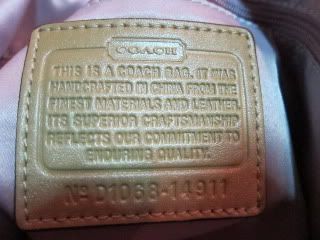 COACH
THIS IS A COACH BAG. IT WAS
HANDCRAFTED IN CHINA FROM THE
FINEST MATERIALS AND LEATHER
ITS SUPERIOR CRAFTSMANSHIP
REFLECTS OUR COMMITMENT TO
ENDURING QUALITY.
Nº D1068-14911